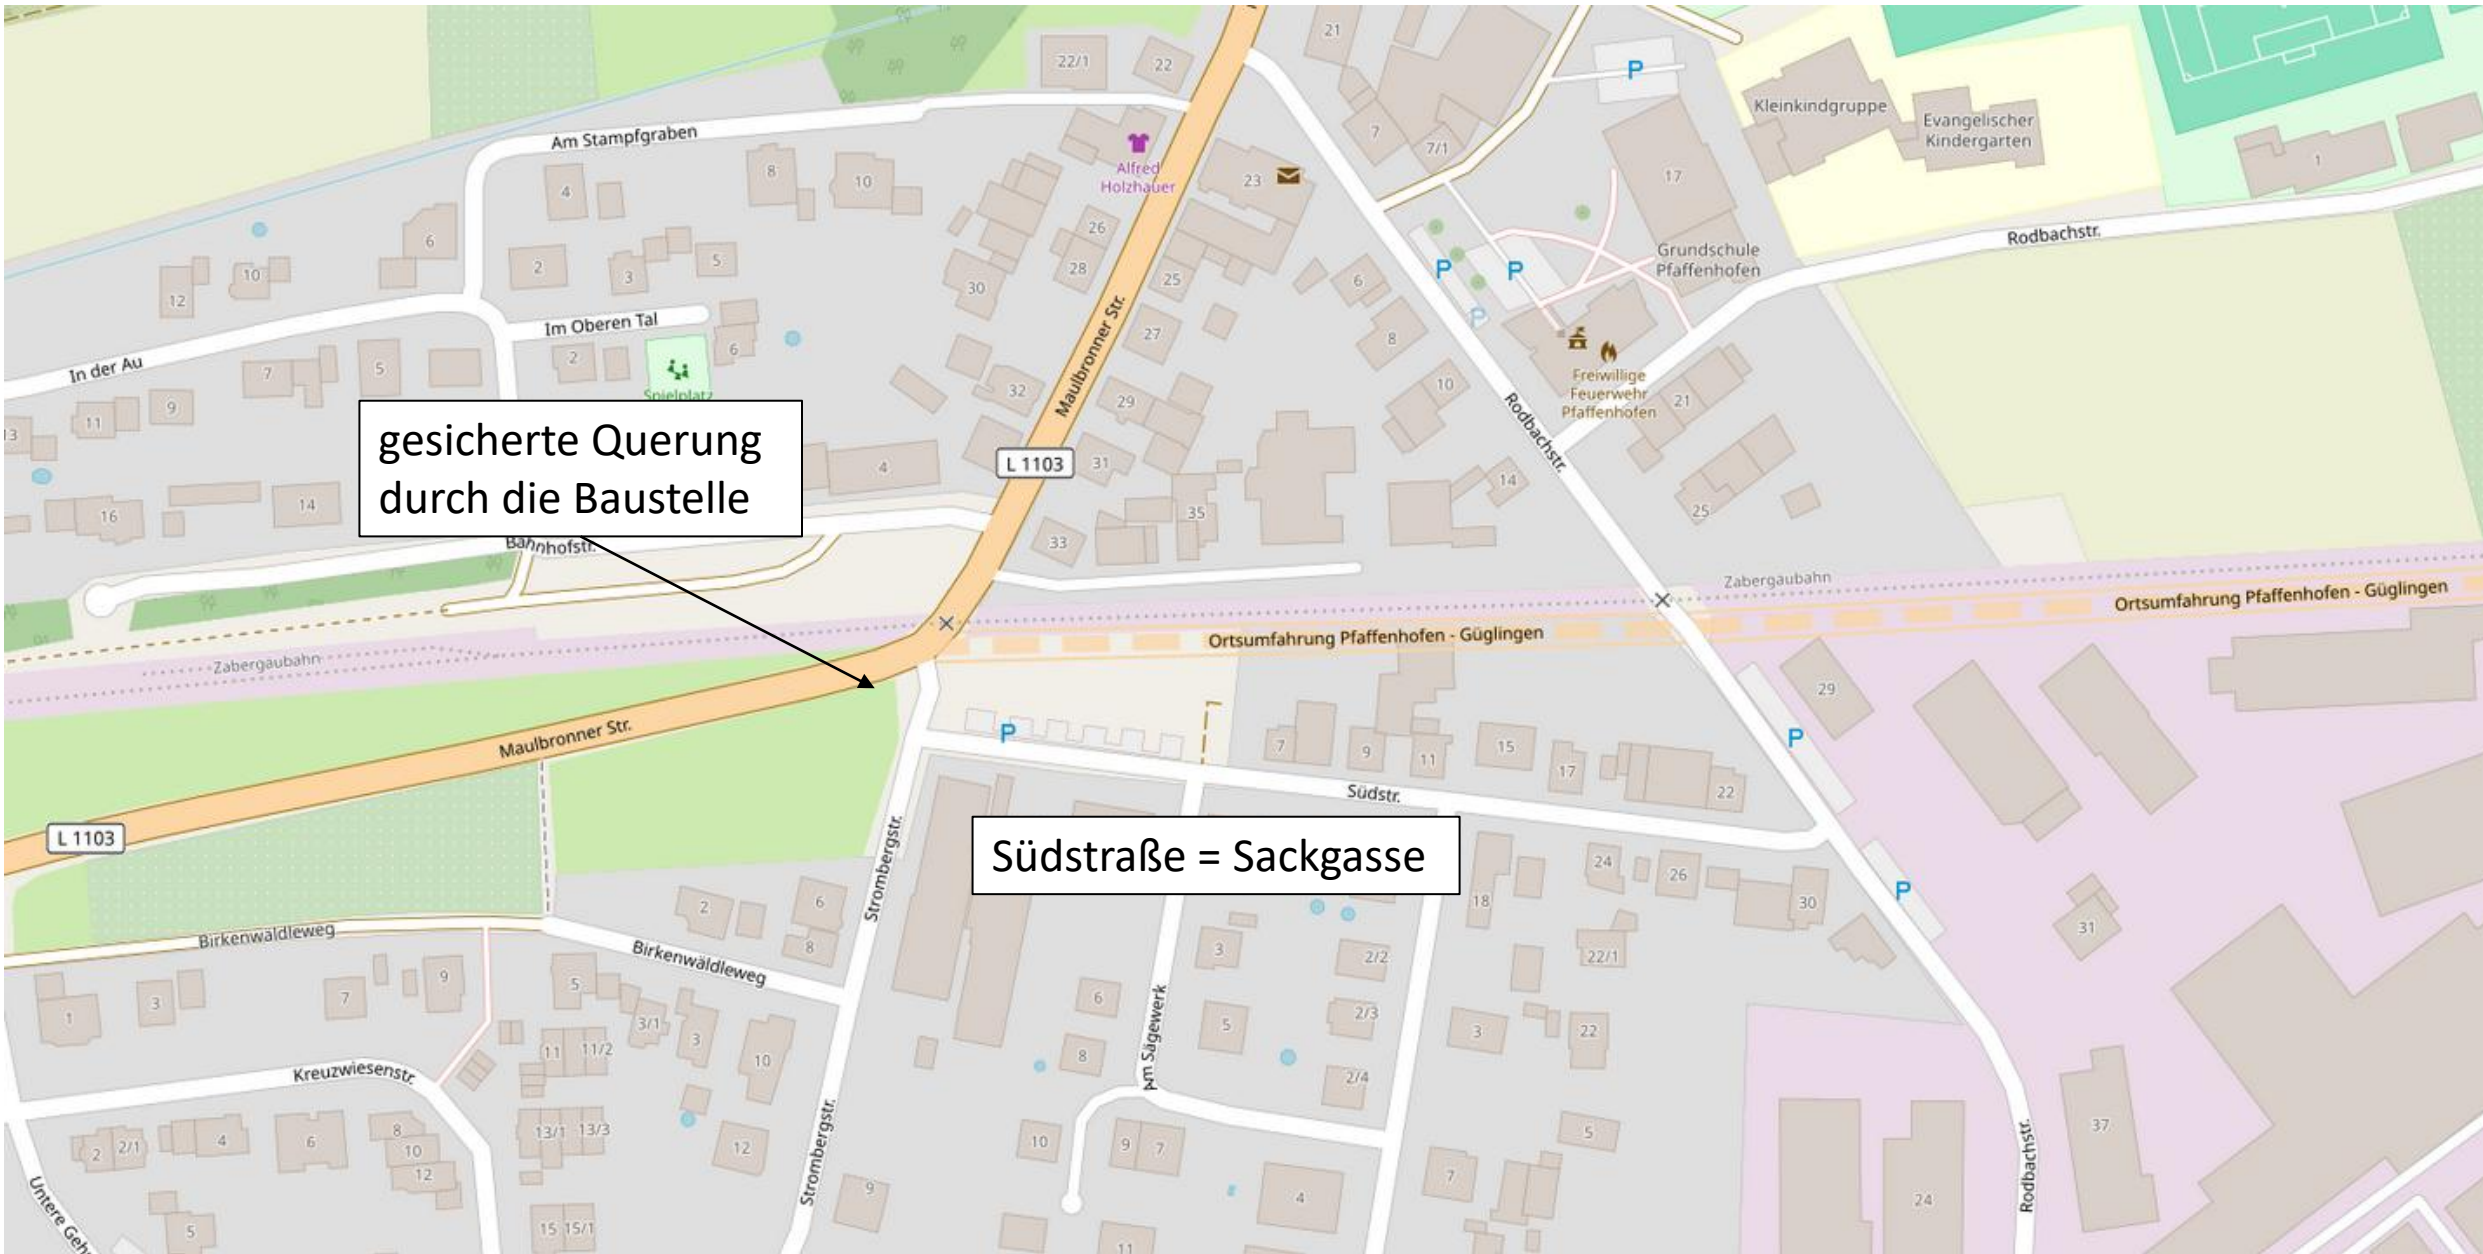 22/1
22
21
P
Kleinkindgruppe
Evangelischer
Kindergarten
Am Stampfgraben
Alfred
Holzhauer
7
7/1
1
4
8
10
23
17
26
Rodbachstr.
6
2
3
5
28
25
30
6
P
P
P
Grundschule
Pfaffenhofen
12
10
Im Oberen Tal
Maulbronner Str.
27
8
In der Au
7
5
2
6
Spielplatz
32
29
10
Freiwillige
Feuerwehr
Pfaffenhofen
21
13
11
9
gesicherte Querung
durch die Baustelle
4
L 1103
31
Rodbachstr.
14
16
14
35
25
Bahnhofstr.
33
Zabergäubahn
Ortsumfahrung Pfaffenhofen - Güglingen
Zabergäubahn
Ortsumfahrung Pfaffenhofen - Güglingen
29
Maulbronner Str.
P
7
9
11
15
17
22
P
Südstr.
L 1103
Strombergstr.
Südstraße = Sackgasse
24
26
18
30
P
31
2
6
8
Birkenwäldleweg
Birkenwäldleweg
3
2/2
22/1
1
3
7
9
5
3/1
3
10
6
5
2/3
3
22
11
11/2
8
Am Sägewerk
2/4
Kreuzwiesenstr.
2
2/1
4
6
8
10
12
13/1
13/3
12
Strombergstr.
10
9
7
5
37
Rodbachstr.
9
4
7
24
Untere Geh
5
15
15/1
11